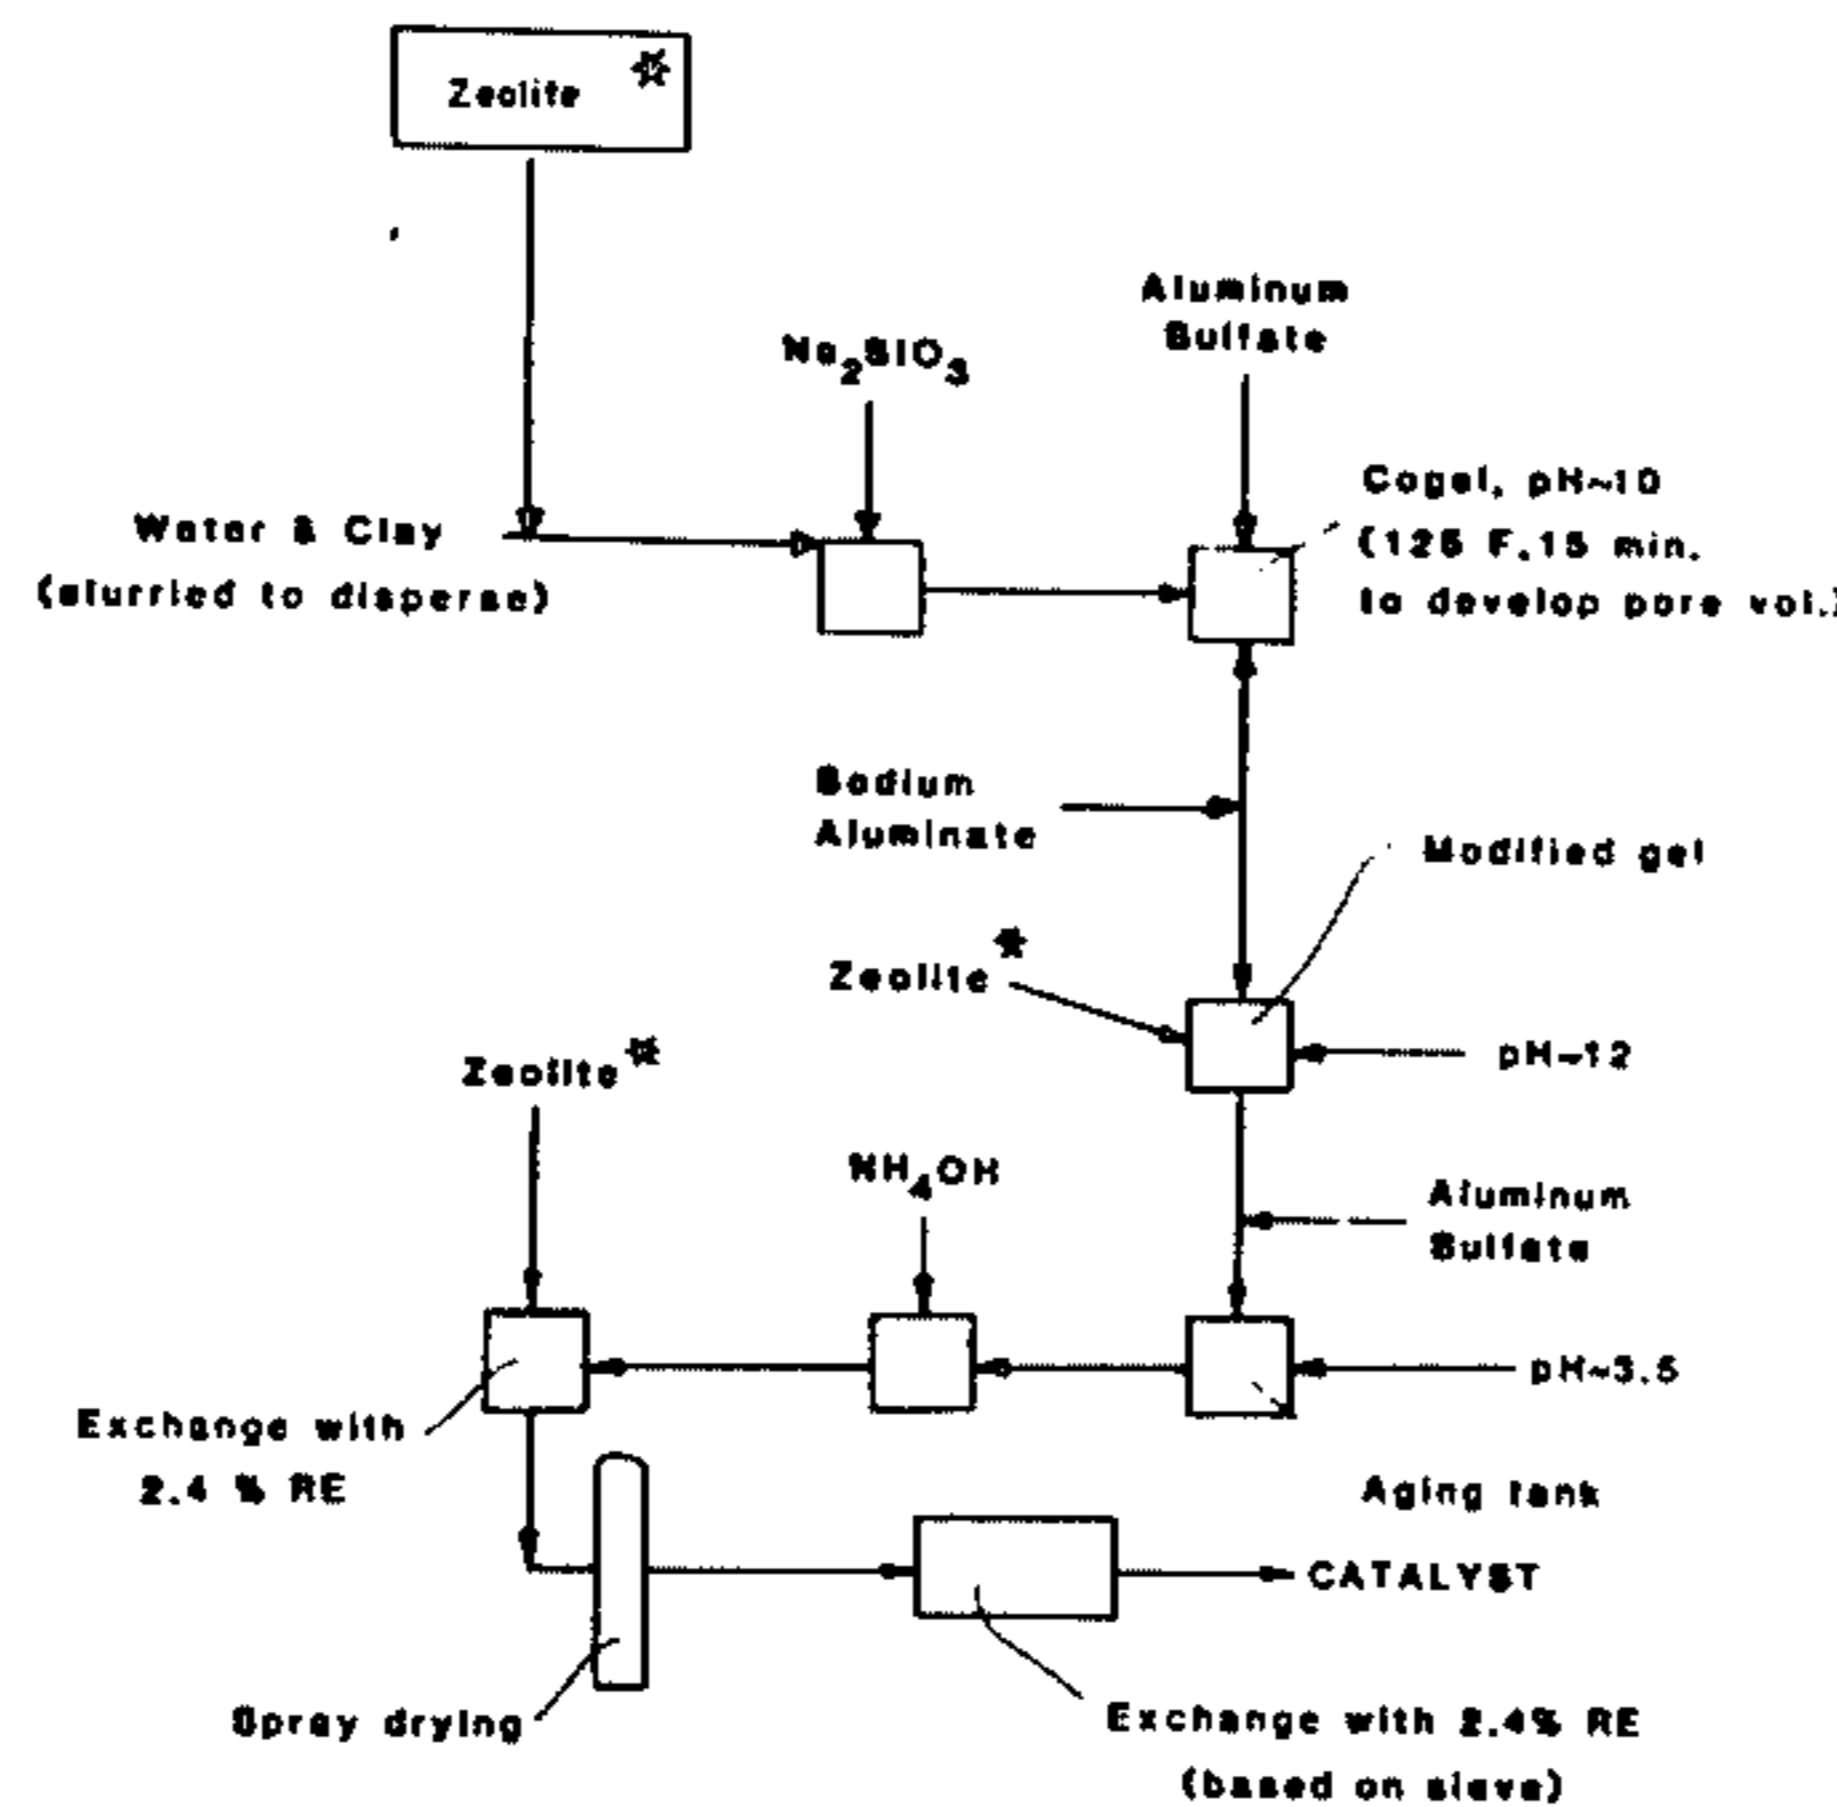 Zeolite *
Aluminum
Sulfate
Na2SiO3
Cogel, pH~10
(125 F, 15 min.
to develop pore vol.)
Water & Clay
(slurried to disperse)
Sodium
Aluminate
Modified gel
Zeolite *
pH~12
Zeolite *
NH4OH
Aluminum
Sulfate
pH~3.5
Exchange with
2.4 % RE
Aging tank
CATALYST
Spray drying
Exchange with 2.4% RE
(based on sieve)